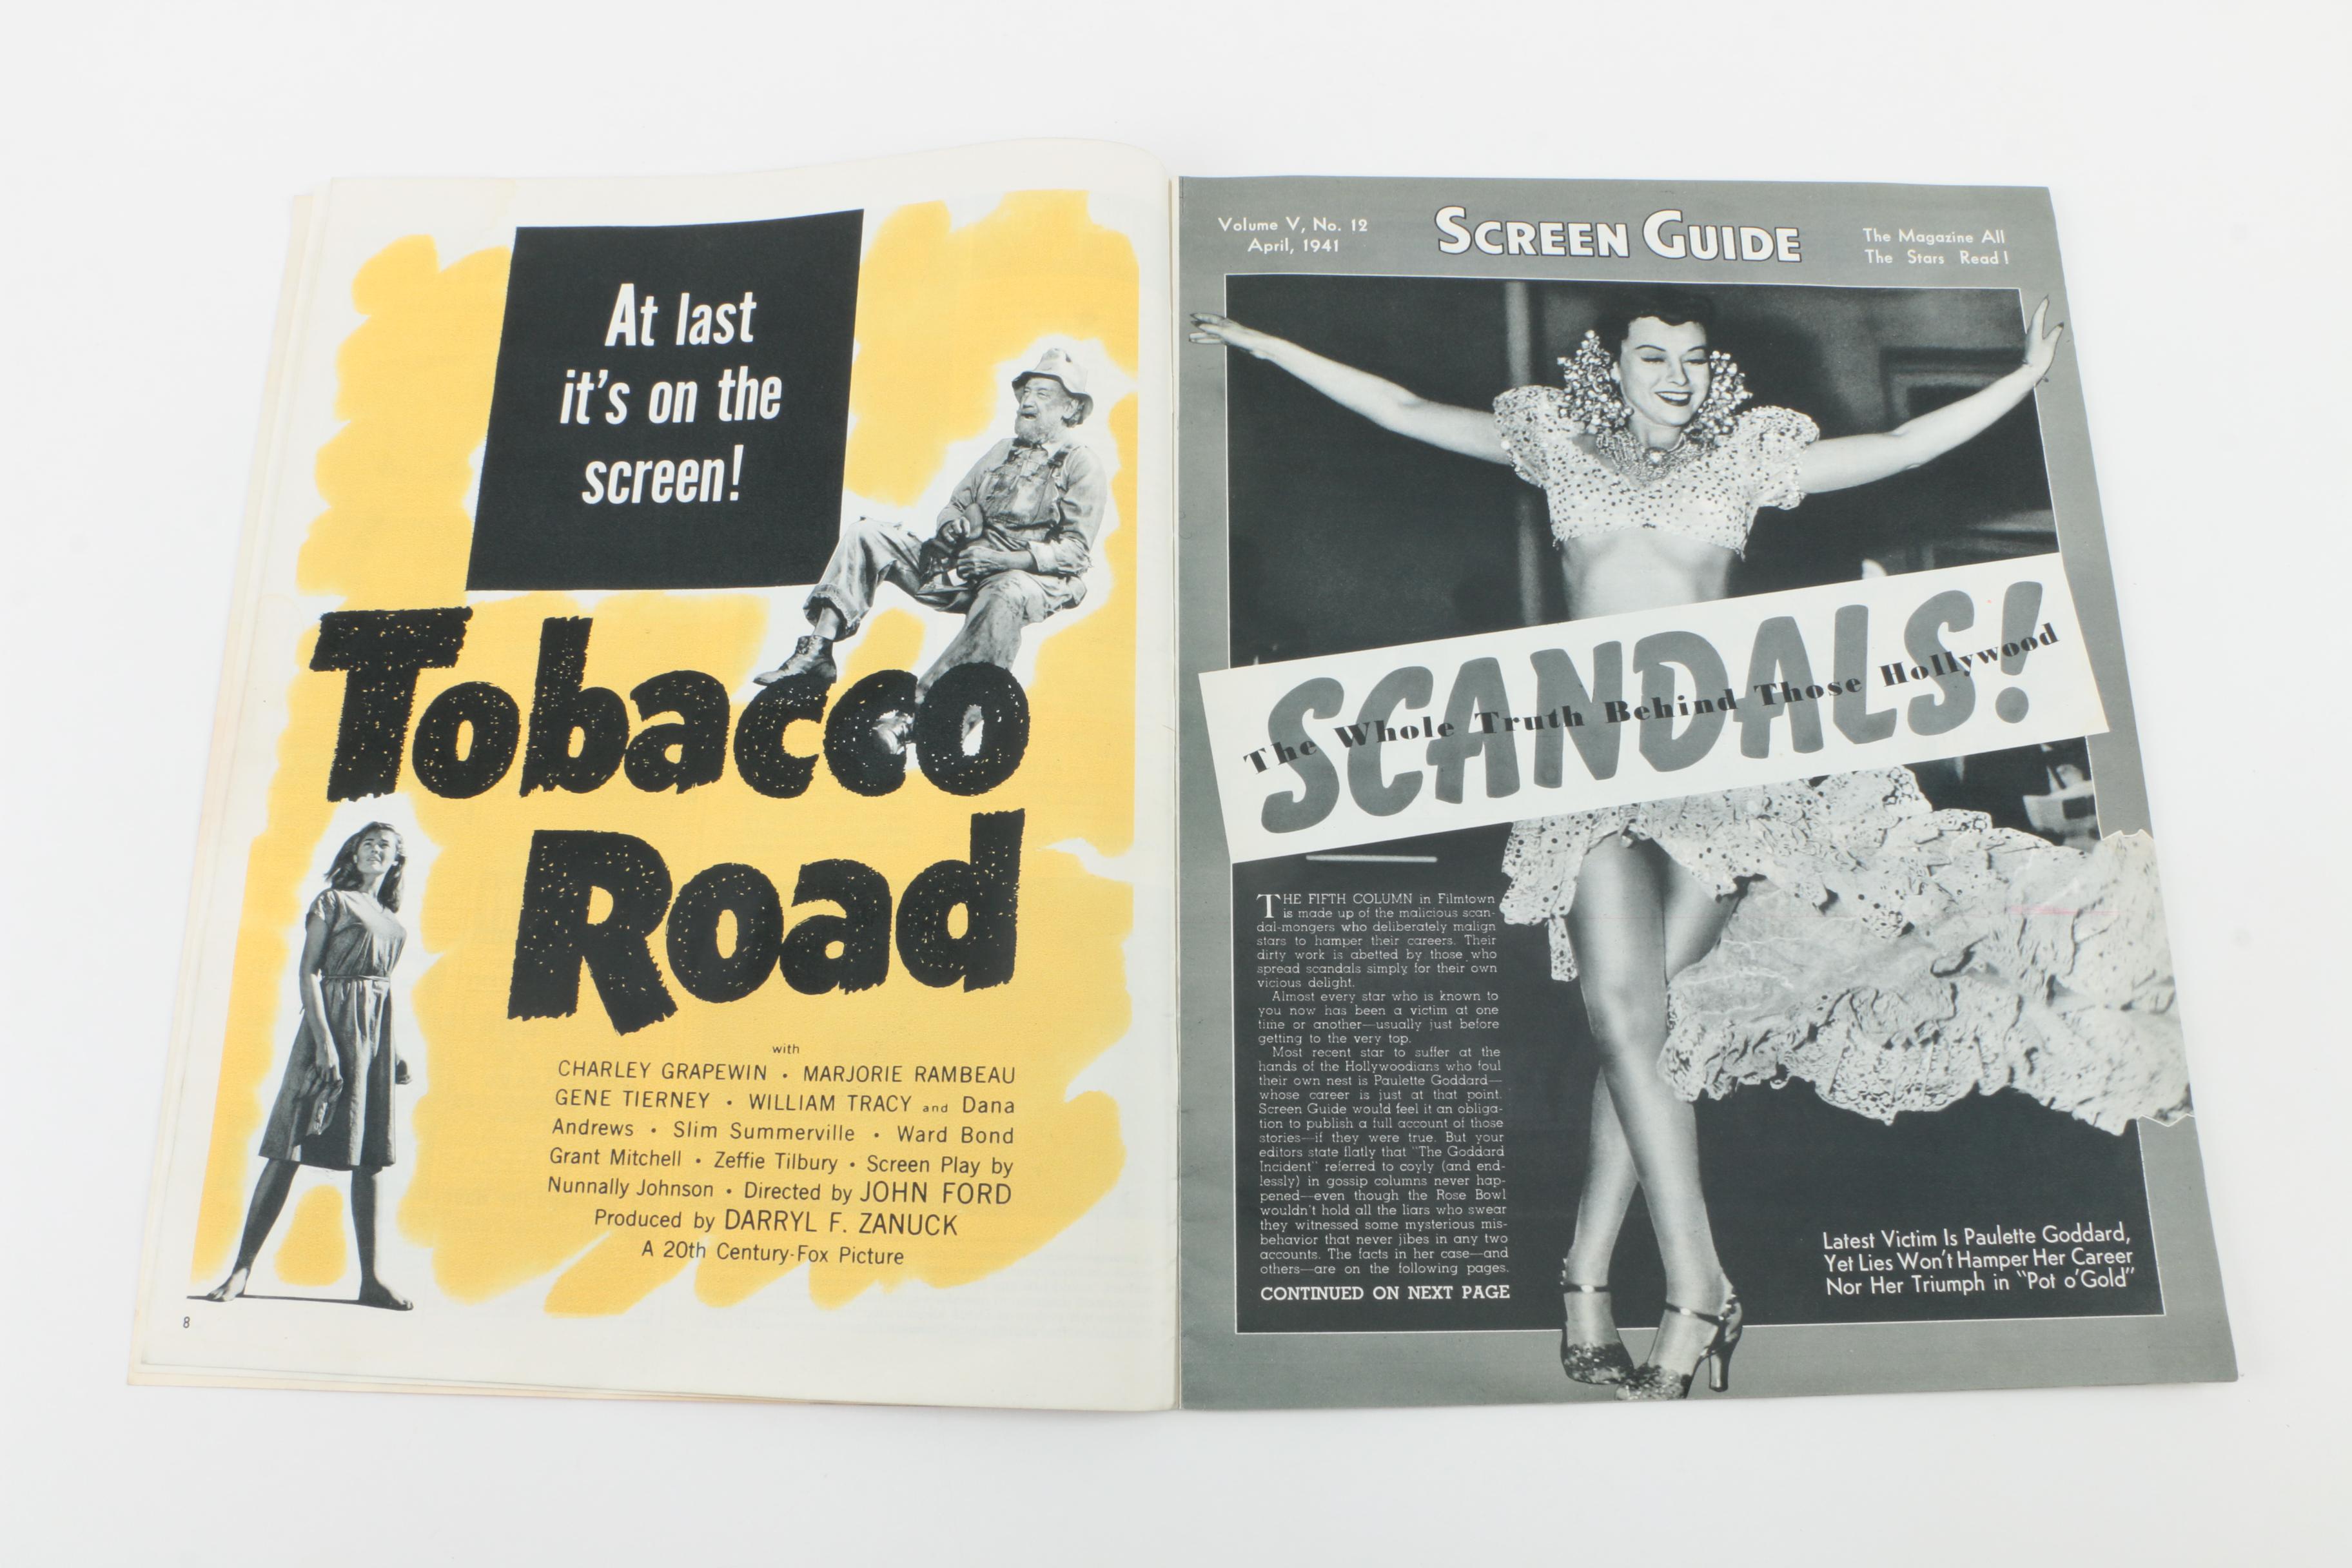 At last
it's on the
screen!
Tobacco
Road
with
CHARLEY GRAPEWIN • MARJORIE RAMBEAU
GENE TIERNEY • WILLIAM TRACY and Dana
Andrews • Slim Summerville • Ward Bond
Grant Mitchell • Zeffie Tilbury • Screen Play by
Nunnally Johnson • Directed by JOHN FORD
Produced by DARRYL F. ZANUCK
A 20th Century-Fox Picture
8
Volume V, No. 12
April, 1941
SCREEN GUIDE
The Magazine All
The Stars Read!
The Whole Truth Behind Those Hollywood
SCANDALS!
THE FIFTH COLUMN in Filmtown
is made up of the malicious scan-
dal-mongers who deliberately malign
stars to hamper their careers. Their
dirty work is abetted by those who
spread scandals simply for their own
vicious delight.
Almost every star who is known to
you now has been a victim at one
time or another—usually just before
getting to the very top.
Most recent star to suffer at the
hands of the Hollywoodians who foul
their own nest is Paulette Goddard—
whose career is just at that point.
Screen Guide would feel it an obliga-
tion to publish a full account of those
stories—if they were true. But your
editors state flatly that "The Goddard
Incident" referred to coyly (and end-
lessly) in gossip columns never hap-
pened—even though the Rose Bowl
wouldn't hold all the liars who swear
they witnessed some mysterious mis-
behavior that never jibes in any two
accounts. The facts in her case—and
others—are on the following pages.
CONTINUED ON NEXT PAGE
Latest Victim Is Paulette Goddard,
Yet Lies Won't Hamper Her Career
Nor Her Triumph in "Pot o' Gold"